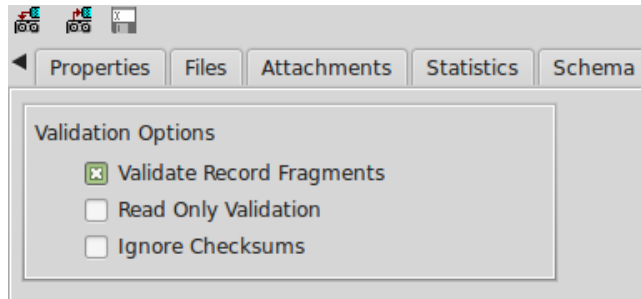 Properties Files Attachments Statistics Schema
Validation Options
Validate Record Fragments
Read Only Validation
Ignore Checksums